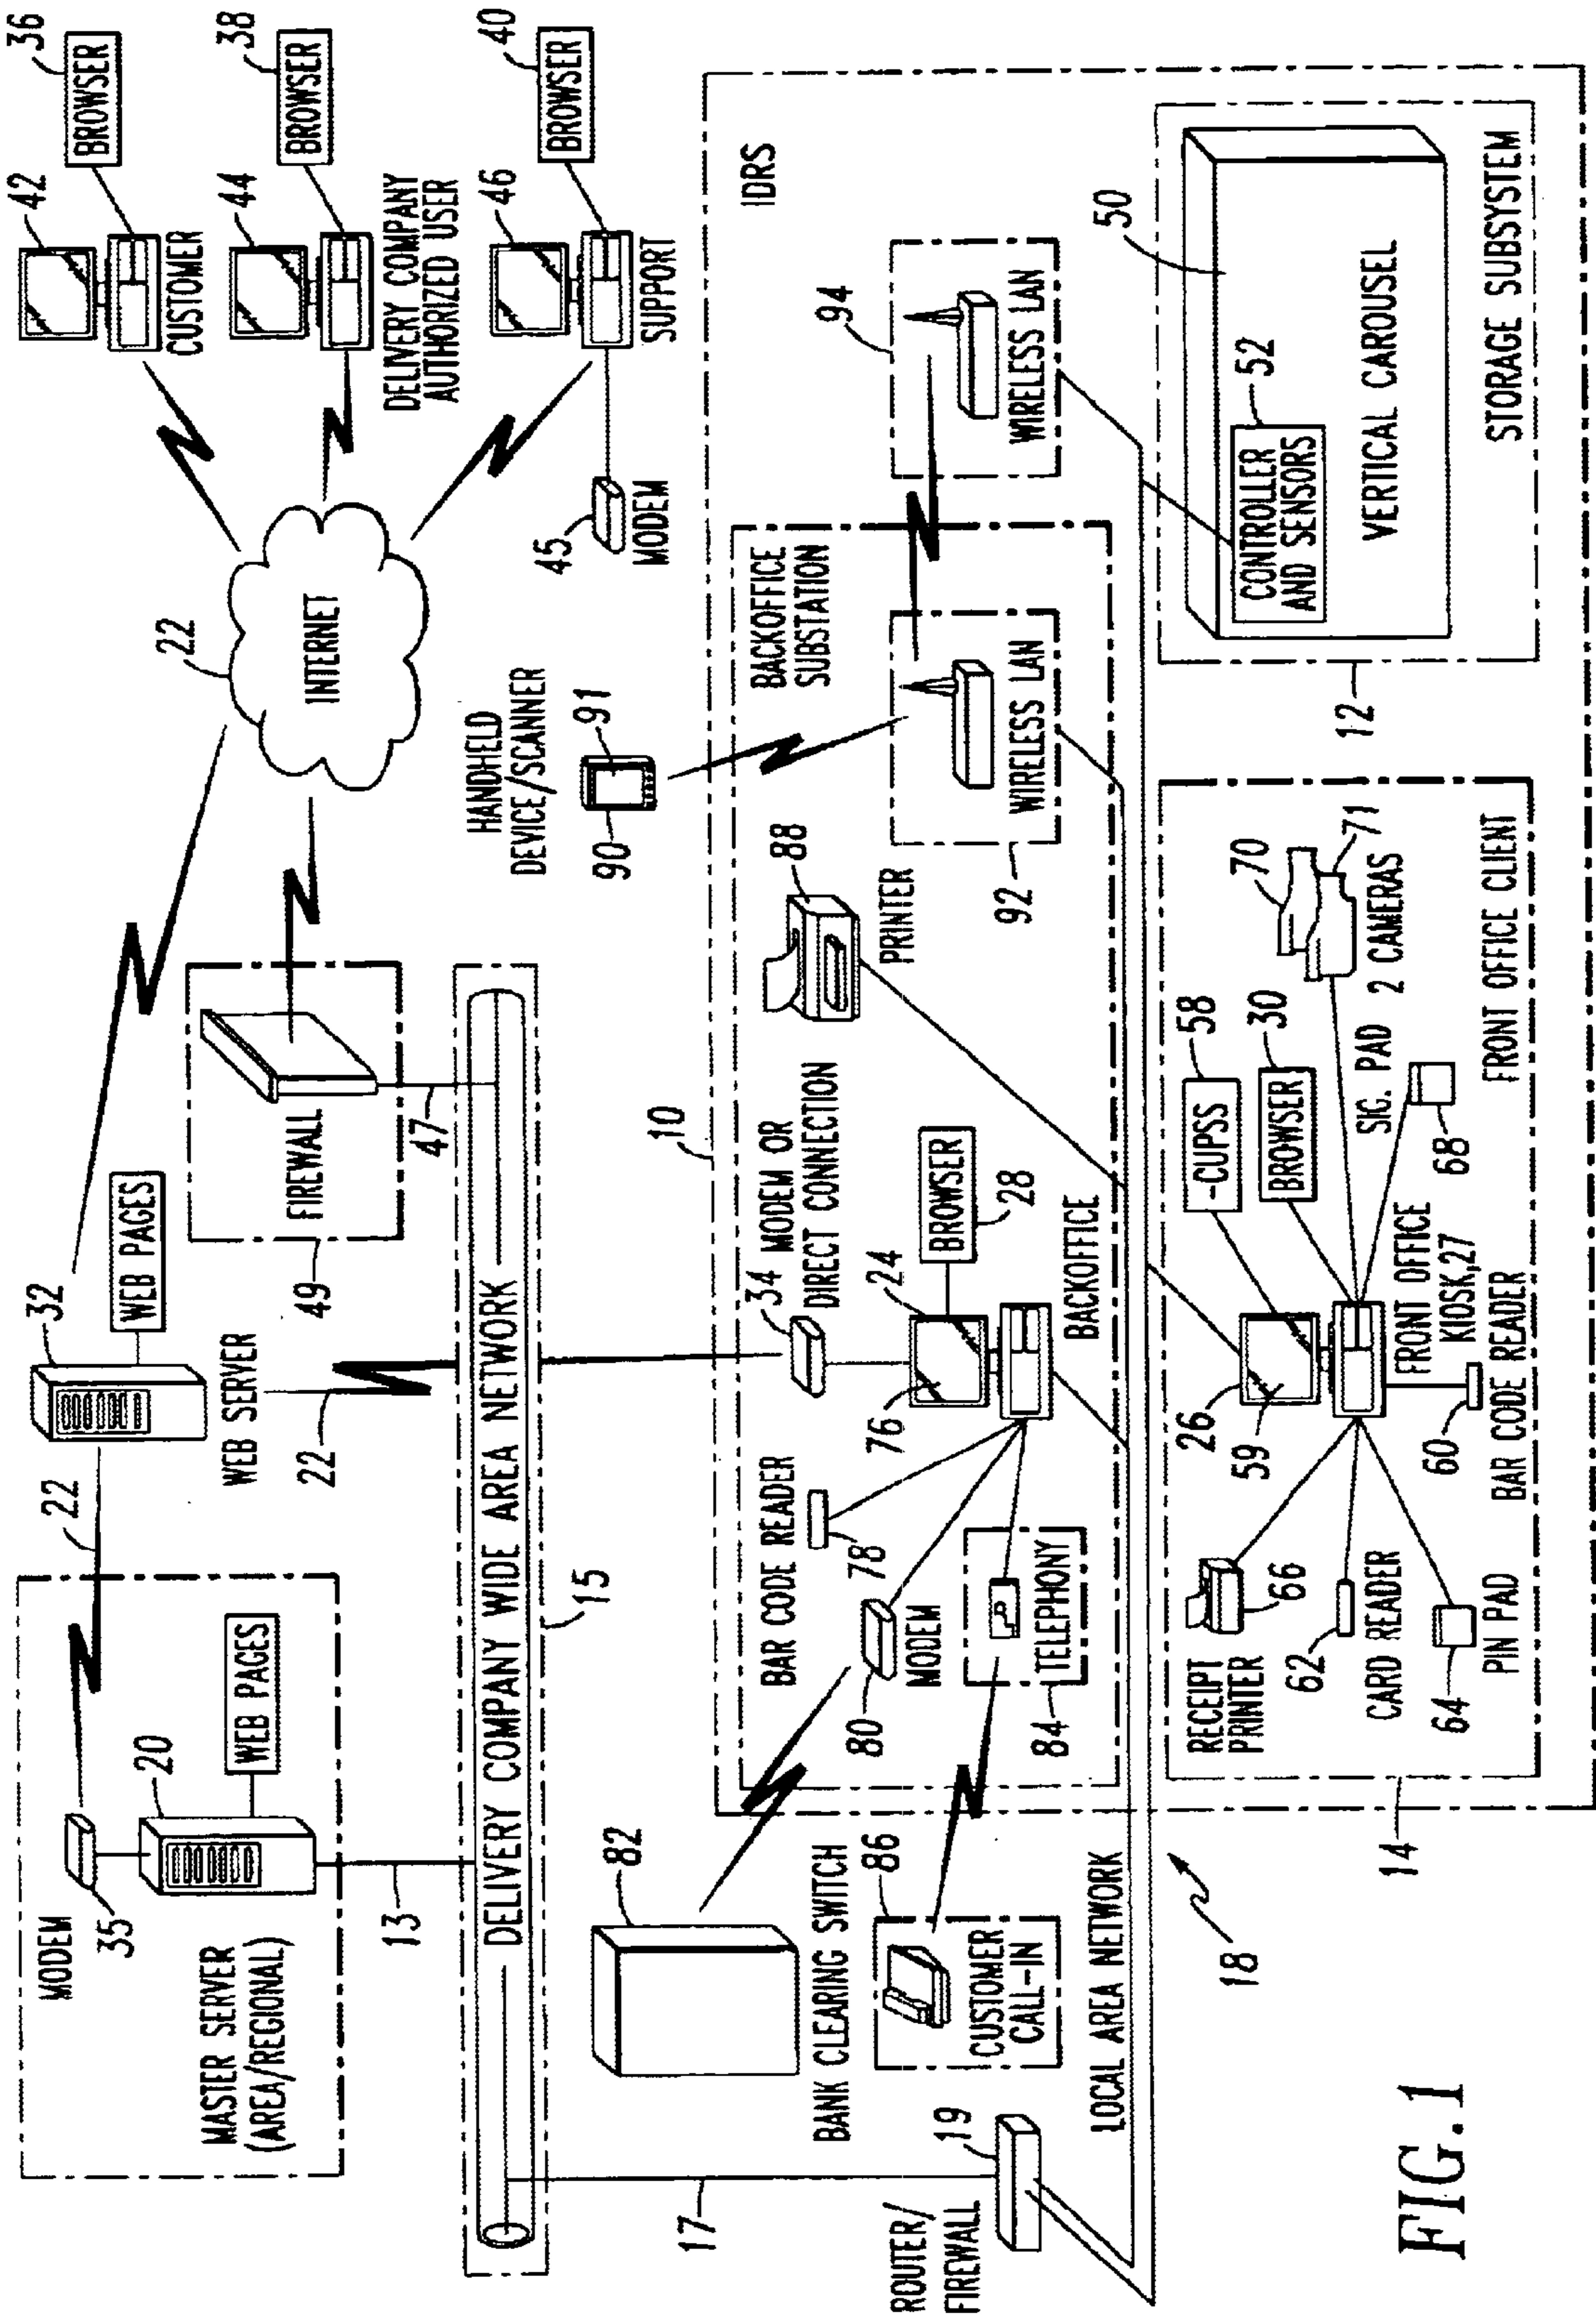 MODEM
35
20
WEB PAGES
MASTER SERVER
(AREA/REGIONAL)
13
22
32
WEB PAGES
WEB SERVER
22
FIREWALL
49
47
22
INTERNET
42
36
BROWSER
CUSTOMER
44
38
BROWSER
DELIVERY COMPANY
AUTHORIZED USER
46
40
BROWSER
SUPPORT
45
MODEM
DELIVERY COMPANY WIDE AREA NETWORK
15
HANDHELD
DEVICE/SCANNER
90
91
17
ROUTER/
FIREWALL
19
82
BANK CLEARING SWITCH
86
CUSTOMER
CALL-IN
LOCAL AREA NETWORK
18
10
IDRS
BAR CODE READER
78
80
MODEM
TELEPHONY
84
34
MODEM OR
DIRECT CONNECTION
76
24
BROWSER
28
BACKOFFICE
88
PRINTER
BACKOFFICE
SUBSTATION
WIRELESS LAN
92
94
WIRELESS LAN
14
RECEIPT
PRINTER
66
62
CARD READER
64
PIN PAD
26
59
58
-CUPSS
30
BROWSER
FRONT OFFICE
KIOSK,27
60
BAR CODE READER
SIG. PAD
68
70
71
2 CAMERAS
FRONT OFFICE CLIENT
12
50
CONTROLLER
AND SENSORS
52
VERTICAL CAROUSEL
STORAGE SUBSYSTEM
FIG.1